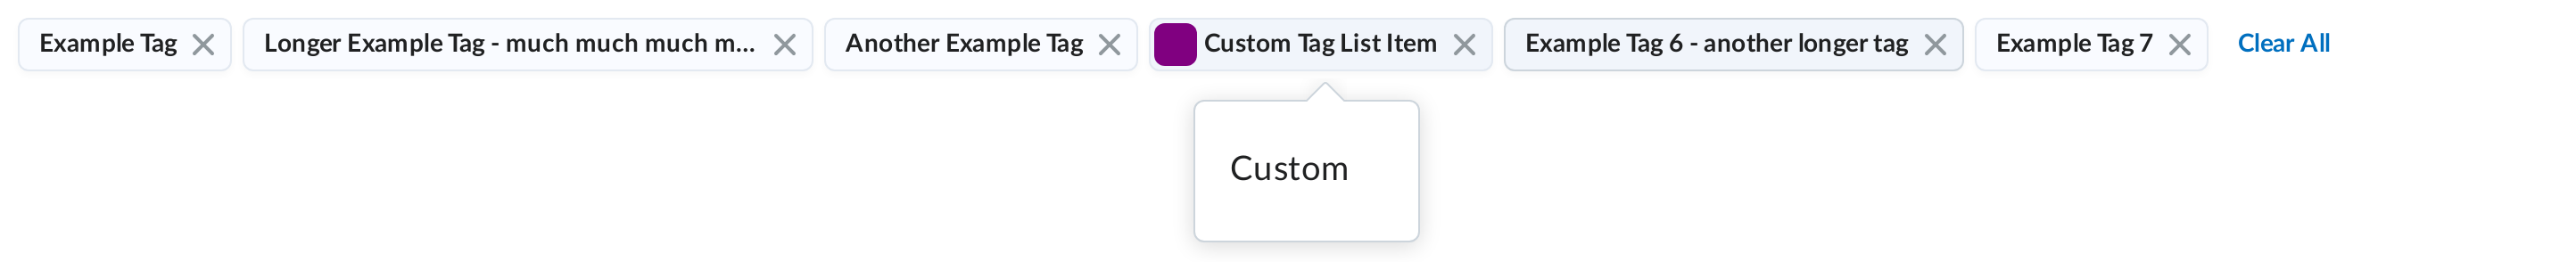 Example Tag
Longer Example Tag - much much much m...
Another Example Tag
Custom Tag List Item
Example Tag 6 - another longer tag
Example Tag 7
Clear All
Custom